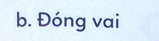 b. Đóng vai